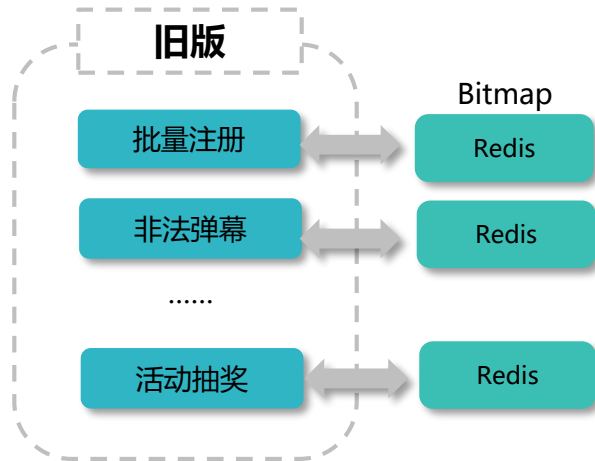 旧版
Bitmap
批量注册
Redis
非法弹幕
Redis
......
活动抽奖
Redis